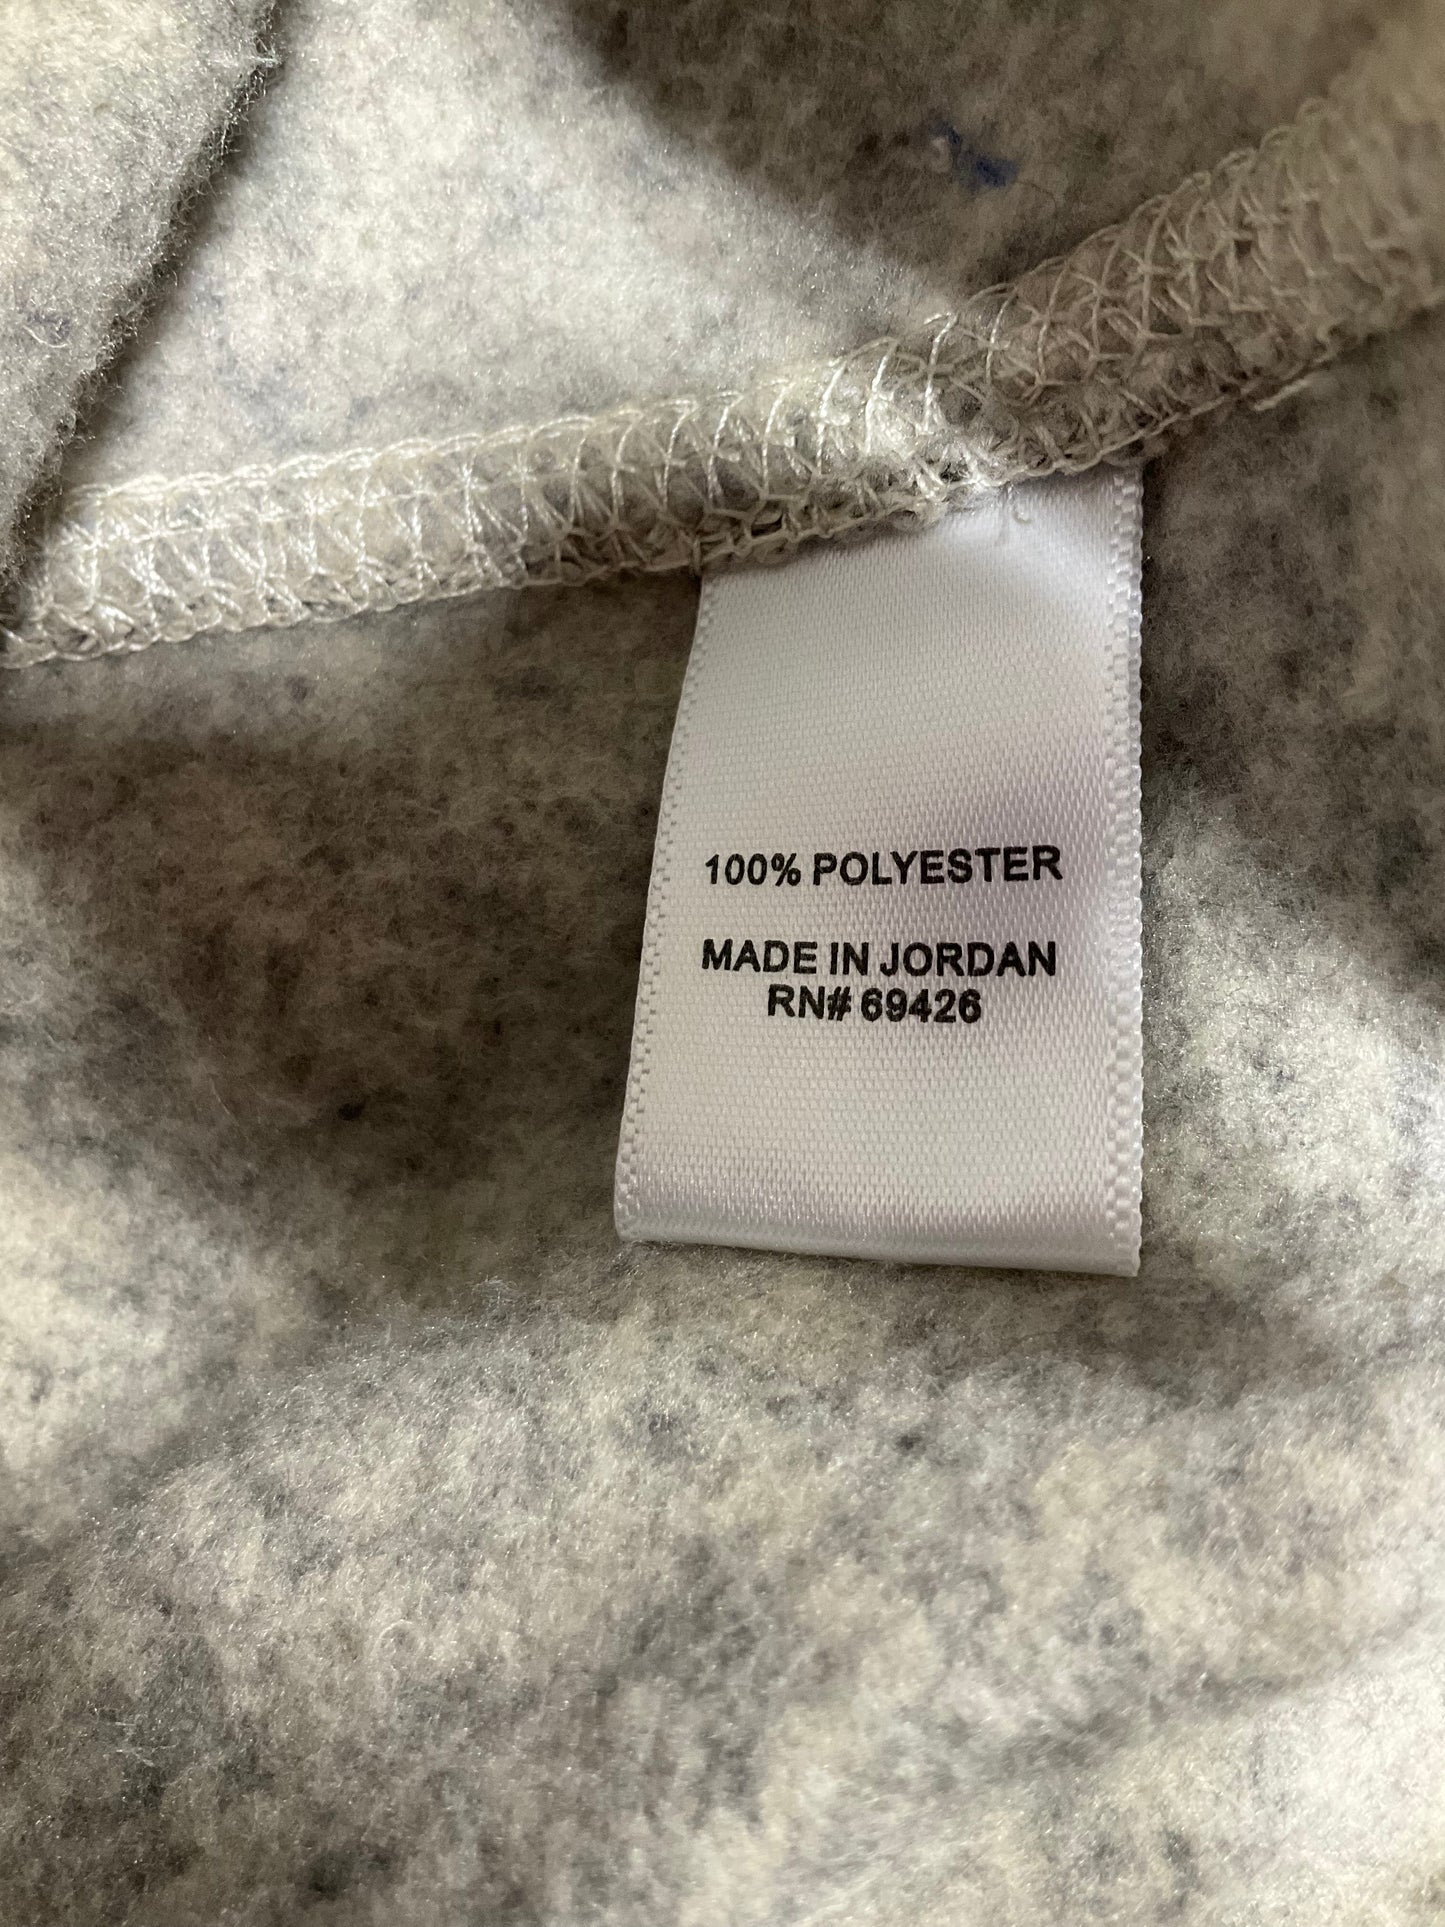 100% POLYESTER
MADE IN JORDAN
RN# 69426